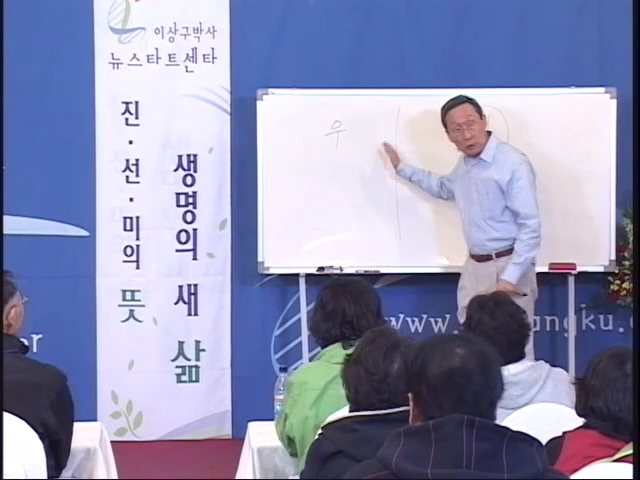 이상구박사
뉴스타트센타
진·선·미의 뜻
생명의 새 삶
우
www.